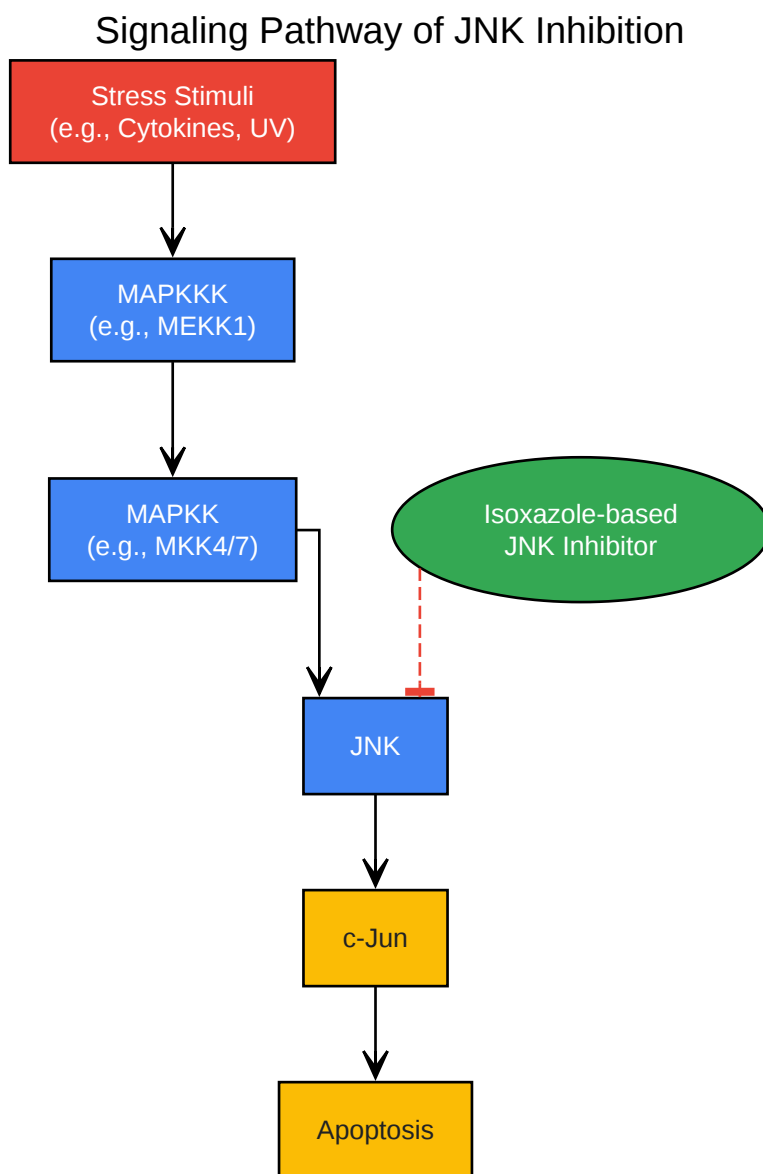 Signaling Pathway of JNK Inhibition
Stress Stimuli
(e.g., Cytokines, UV)
MAPKKK
(e.g., MEKK1)
MAPKK
(e.g., MKK4/7)
Isoxazole-based
JNK Inhibitor
JNK
c-Jun
Apoptosis